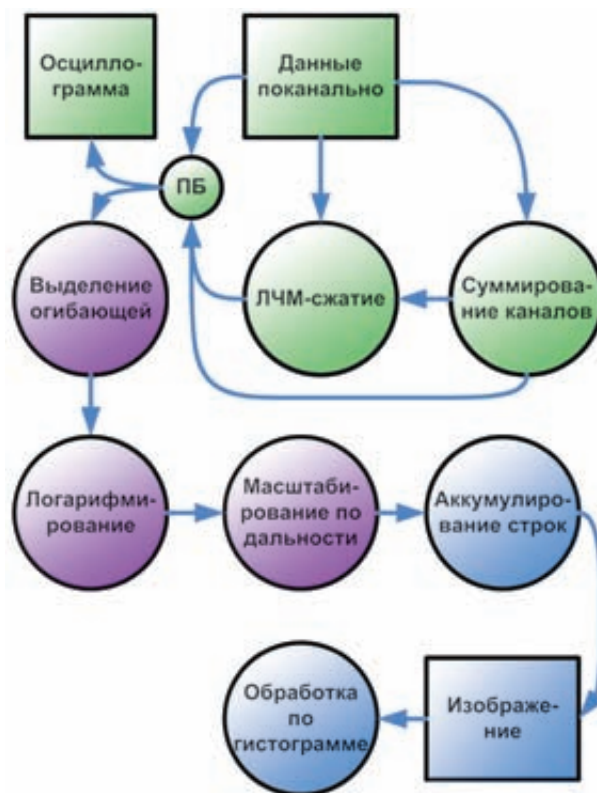 Осцилло-
грамма
Данные
поканально
ПБ
Выделение
огибающей
ЛЧМ-сжатие
Суммирова-
ние каналов
Логарифми-
рование
Масштаби-
рование по
дальности
Аккумулиро-
вание строк
Обработка
по
гистограмме
Изображе-
ние